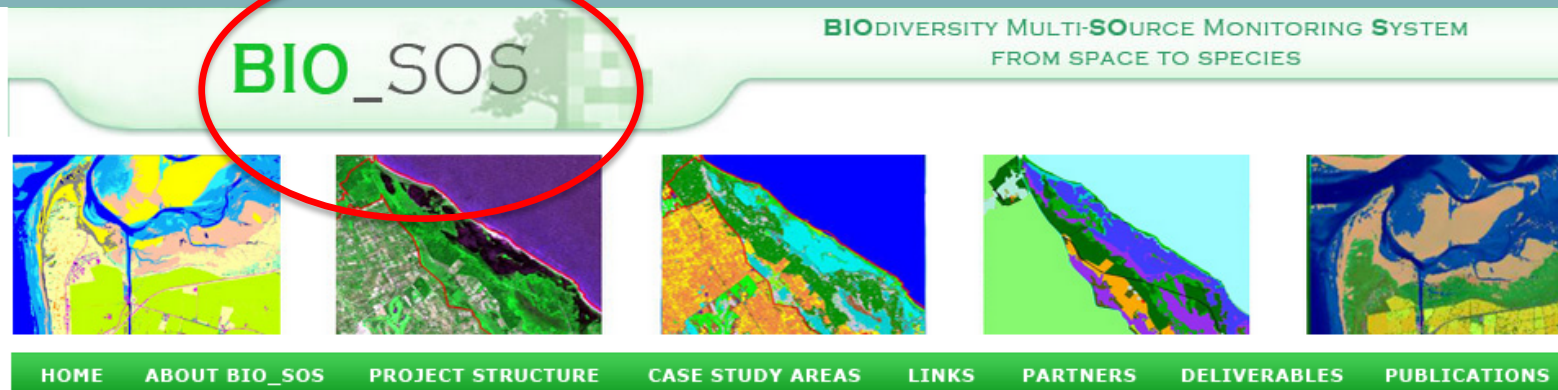 BIO_SOS
BIODIVERSITY MULTI-SOURCE MONITORING SYSTEM
FROM SPACE TO SPECIES
HOME ABOUT BIO_SOS PROJECT STRUCTURE CASE STUDY AREAS LINKS PARTNERS DELIVERABLES PUBLICATIONS